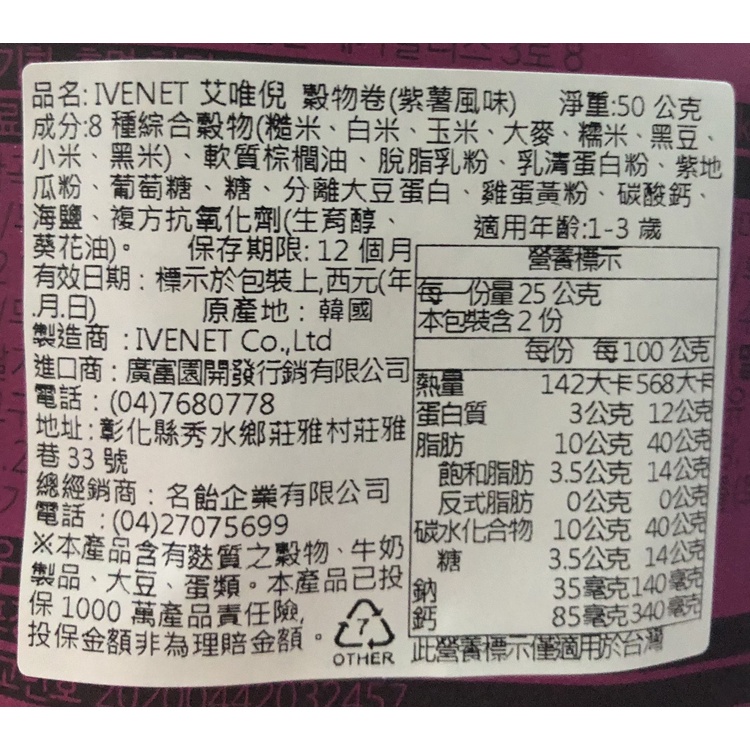 品名: IVENET 艾唯倪 穀物卷(紫薯風味) 淨重:50 公克
成分:8 種綜合穀物(糙米、白米、玉米、大麥、糯米、黑豆、
小米、黑米)、軟質棕櫚油、脫脂乳粉、乳清蛋白粉、紫地
瓜粉、葡萄糖、糖、分離大豆蛋白、雞蛋黃粉、碳酸鈣、
海鹽、複方抗氧化劑(生育醇、
葵花油)。 保存期限: 12 個月
有效日期：標示於包裝上,西元(年
.月.日) 原產地：韓國
製造商：IVENET Co.,Ltd
進口商：廣富園開發行銷有限公司
電話：(04)7680778
地址: 彰化縣秀水鄉莊雅村莊雅
巷 33 號
總經銷商：名飴企業有限公司
電話：(04)27075699
※本產品含有麩質之穀物、牛奶
製品、大豆、蛋類。本產品已投
保 1000 萬產品責任險,
投保金額非為理賠金額。
7
OTHER
適用年齡:1-3 歲
營養標示
每一份量 25 公克
本包裝含 2 份
每份 每 100 公克
熱量 142大卡 568大卡
蛋白質 3公克 12公克
脂肪 10公克 40公克
飽和脂肪 3.5公克 14公克
反式脂肪 0公克 0公克
碳水化合物 10公克 40公克
糖 3.5公克 14公克
鈉 35毫克 140毫克
鈣 85毫克 340毫克
此營養標示僅適用於台灣
20200442032457